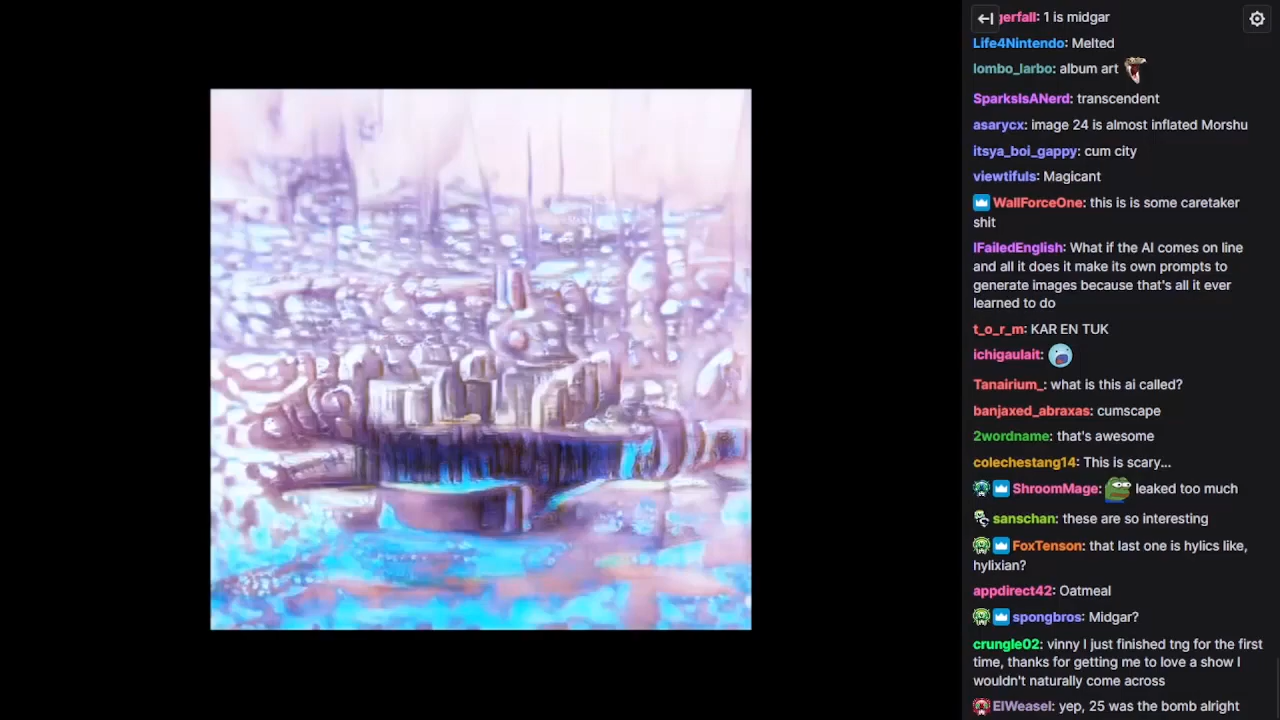 gerfall: 1 is midgar
Life4Nintendo: Melted
lombo_larbo: album art
SparksIsANerd: transcendent
asarycx: image 24 is almost inflated Morshu
itsya_boi_gappy: cum city
viewtifuls: Magicant
WallForceOne: this is is some caretaker
shit
IFailedEnglish: What if the AI comes on line
and all it does it make its own prompts to
generate images because that's all it ever
learned to do
t_o_r_m: KAR EN TUK
ichigaulait:
Tanairium_: what is this ai called?
banjaxed_abraxas: cumscape
2wordname: that's awesome
colechestang14: This is scary...
ShroomMage: leaked too much
sanschan: these are so interesting
FoxTenson: that last one is hylics like,
hylixian?
appdirect42: Oatmeal
spongbros: Midgar?
crungle02: vinny I just finished tng for the first
time, thanks for getting me to love a show I
wouldn't naturally come across
ElWeasel: yep, 25 was the bomb alright